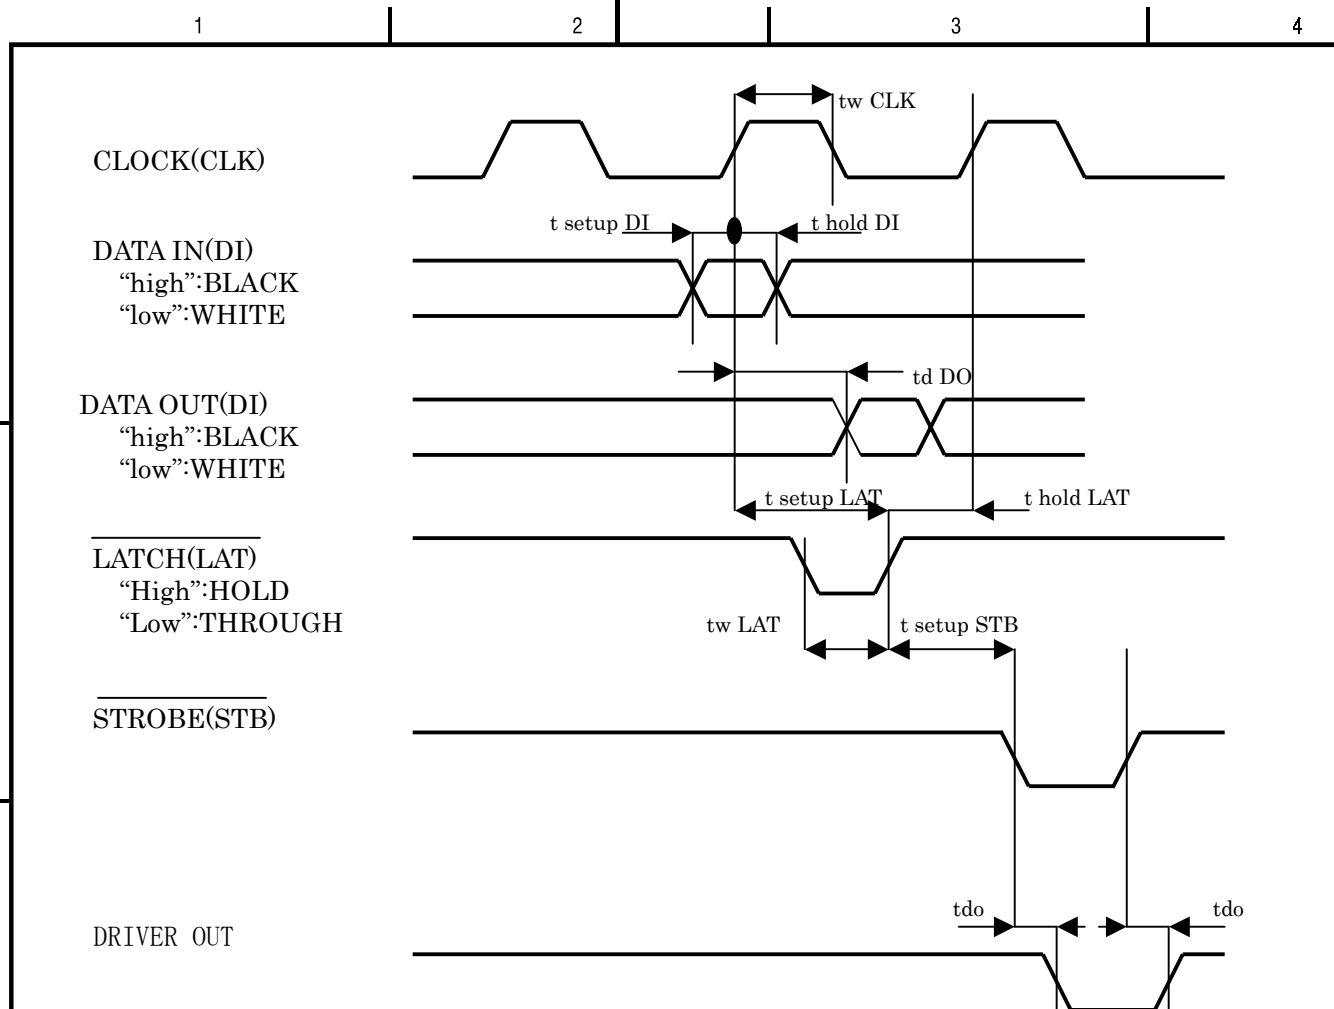 1 2 3 4
tw CLK
CLOCK(CLK)
t setup DI t hold DI
DATA IN(DI)
“high”:BLACK
“low”:WHITE
td DO
DATA OUT(DI)
“high”:BLACK
“low”:WHITE
t setup LAT t hold LAT
LATCH(LAT)
“High”:HOLD
“Low”:THROUGH
tw LAT t setup STB
STROBE(STB)
tdo tdo
DRIVER OUT